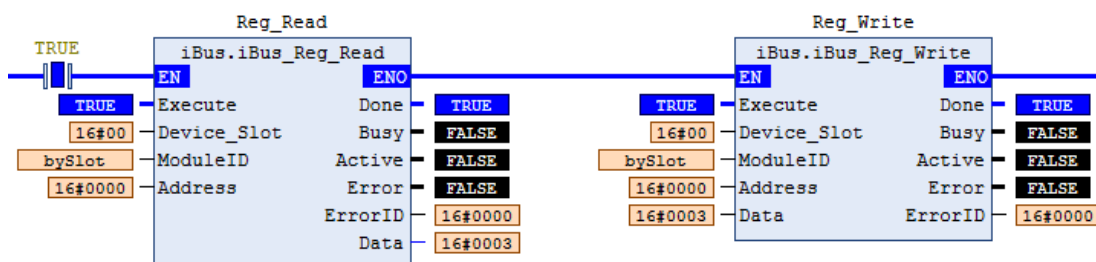 Reg_Read
Reg_Write
TRUE
iBus.iBus_Reg_Read
iBus.iBus_Reg_Write
EN ENO
EN ENO
TRUE Execute Done TRUE
TRUE Execute Done TRUE
16#00 Device_Slot Busy FALSE
16#00 Device_Slot Busy FALSE
bySlot ModuleID Active FALSE
bySlot ModuleID Active FALSE
16#0000 Address Error FALSE
16#0000 Address Error FALSE
ErrorID 16#0000
16#0003 Data ErrorID 16#0000
Data 16#0003